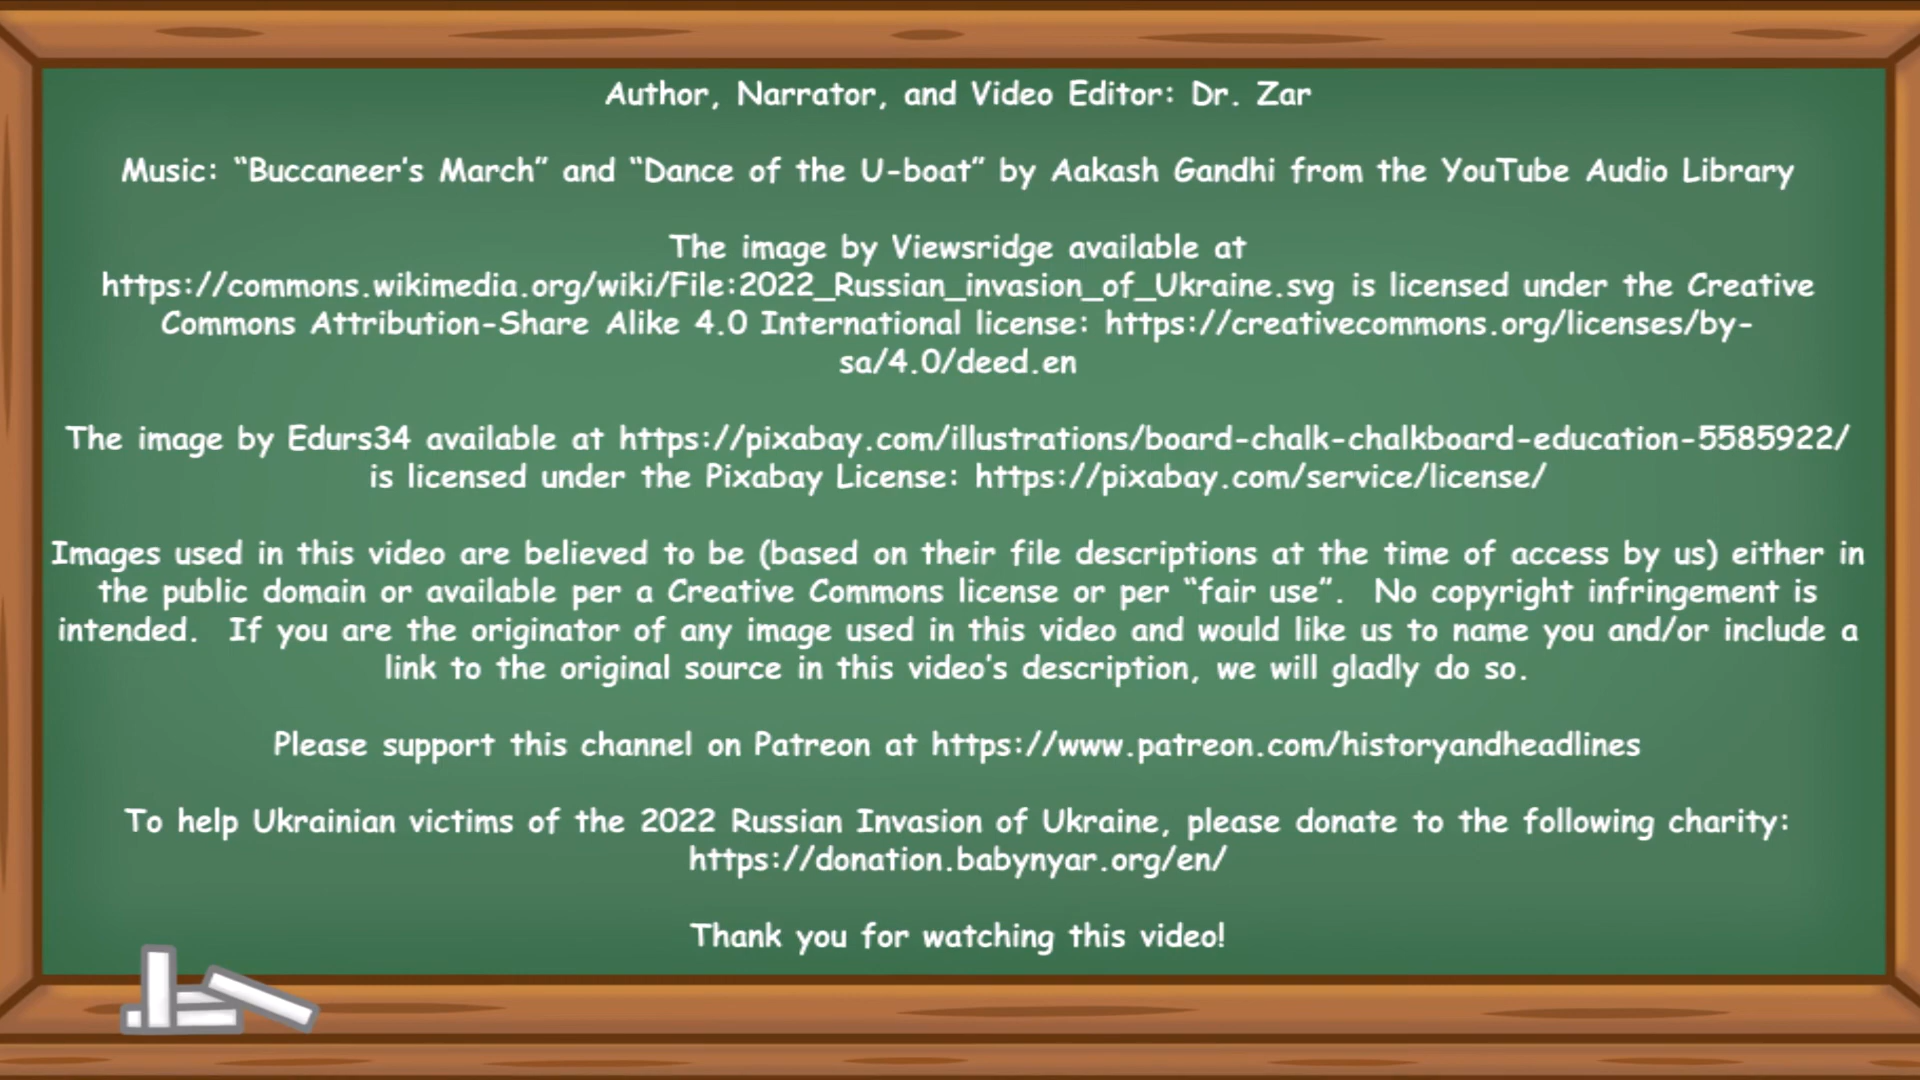 Author, Narrator, and Video Editor: Dr. Zar
Music: “Buccaneer's March” and “Dance of the U-boat” by Aakash Gandhi from the YouTube Audio Library
The image by Viewsridge available at
https://commons.wikimedia.org/wiki/File:2022_Russian_invasion_of_Ukraine.svg is licensed under the Creative
Commons Attribution-Share Alike 4.0 International license: https://creativecommons.org/licenses/by-
sa/4.0/deed.en
The image by Edurs34 available at https://pixabay.com/illustrations/board-chalk-chalkboard-education-5585922/
is licensed under the Pixabay License: https://pixabay.com/service/license/
Images used in this video are believed to be (based on their file descriptions at the time of access by us) either in
the public domain or available per a Creative Commons license or per “fair use”.  No copyright infringement is
intended.  If you are the originator of any image used in this video and would like us to name you and/or include a
link to the original source in this video's description, we will gladly do so.
Please support this channel on Patreon at https://www.patreon.com/historyandheadlines
To help Ukrainian victims of the 2022 Russian Invasion of Ukraine, please donate to the following charity:
https://donation.babynyar.org/en/
Thank you for watching this video!